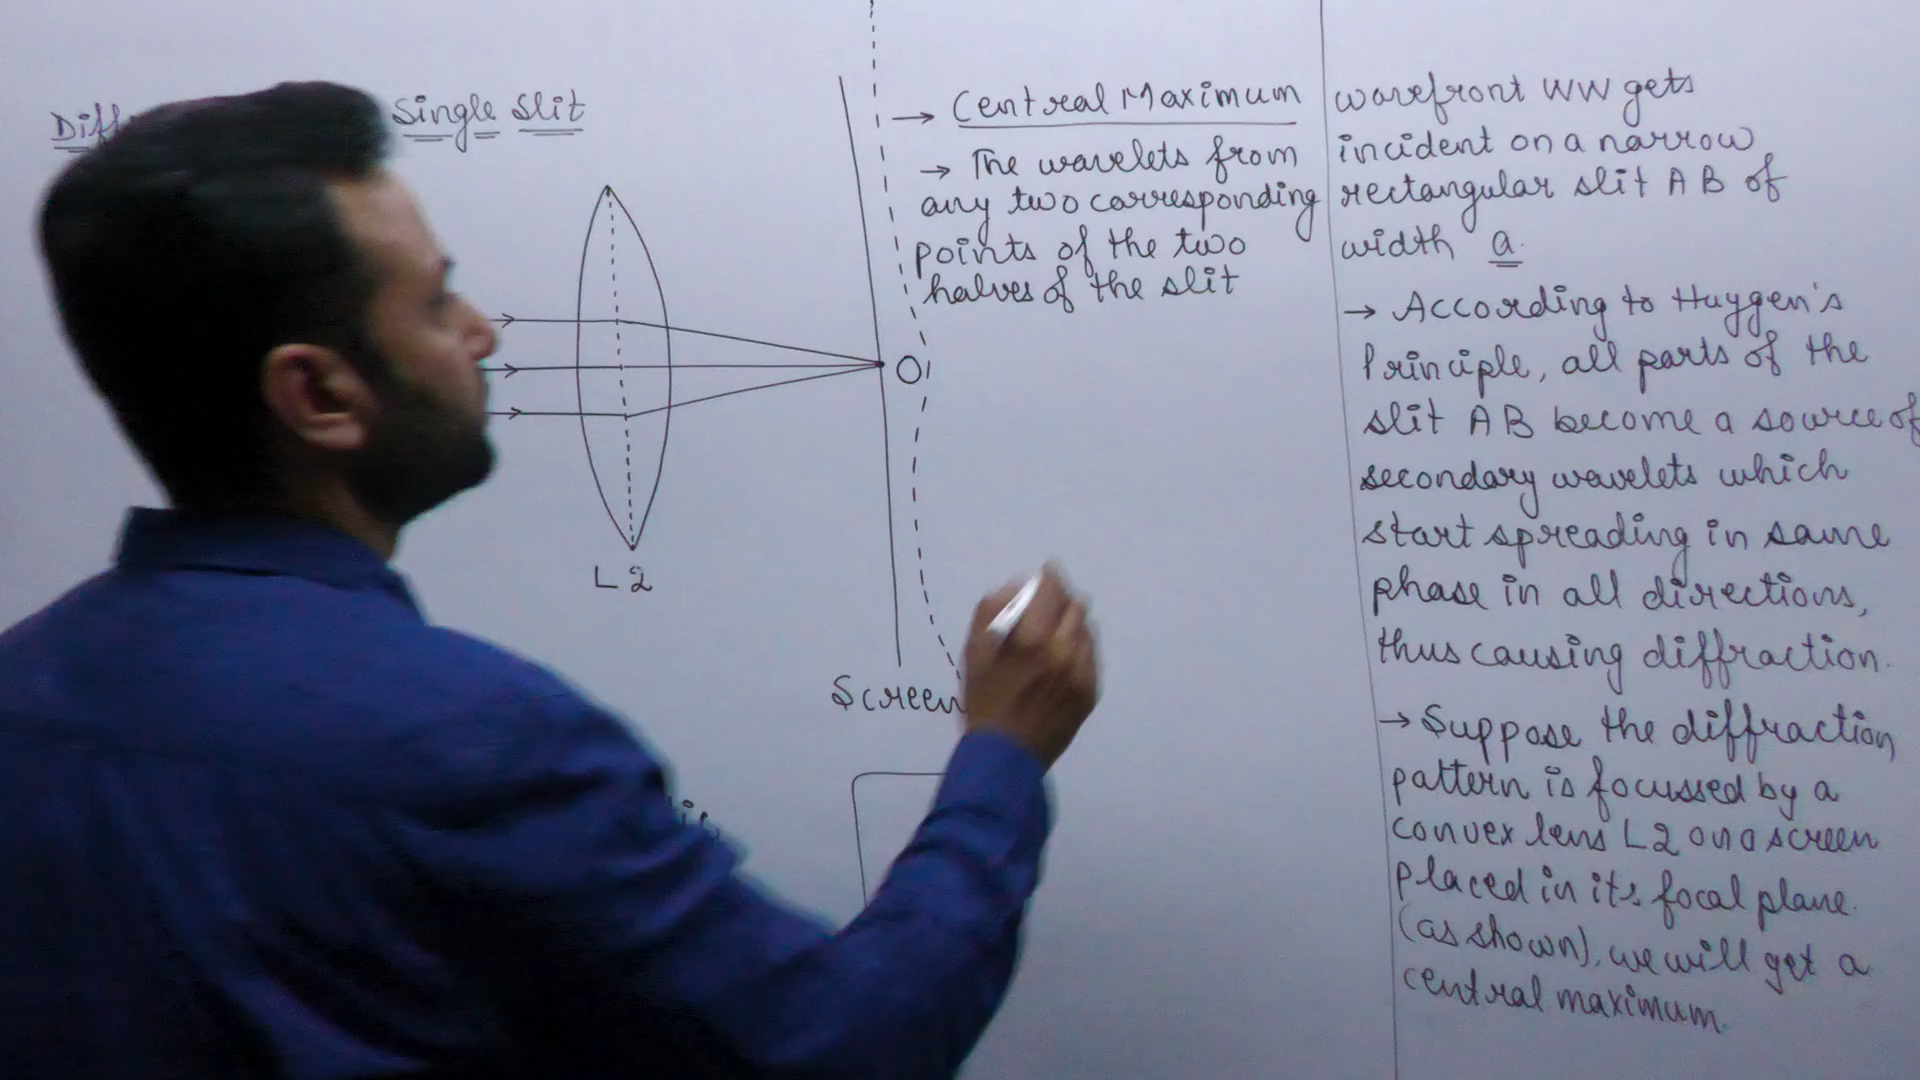 Single Slit
L2
O
Screen
→ Central Maximum
→ The wavelets from
any two corresponding
points of the two
halves of the slit
wavefront WW gets
incident on a narrow
rectangular slit AB of
width a.
→ According to Huygen's
Principle, all parts of the
slit AB become a source of
secondary wavelets which
start spreading in same
phase in all directions,
thus causing diffraction.
→ Suppose the diffraction
pattern is focussed by a
convex lens L2 on a screen
placed in its focal plane.
(as shown), we will get a
central maximum.